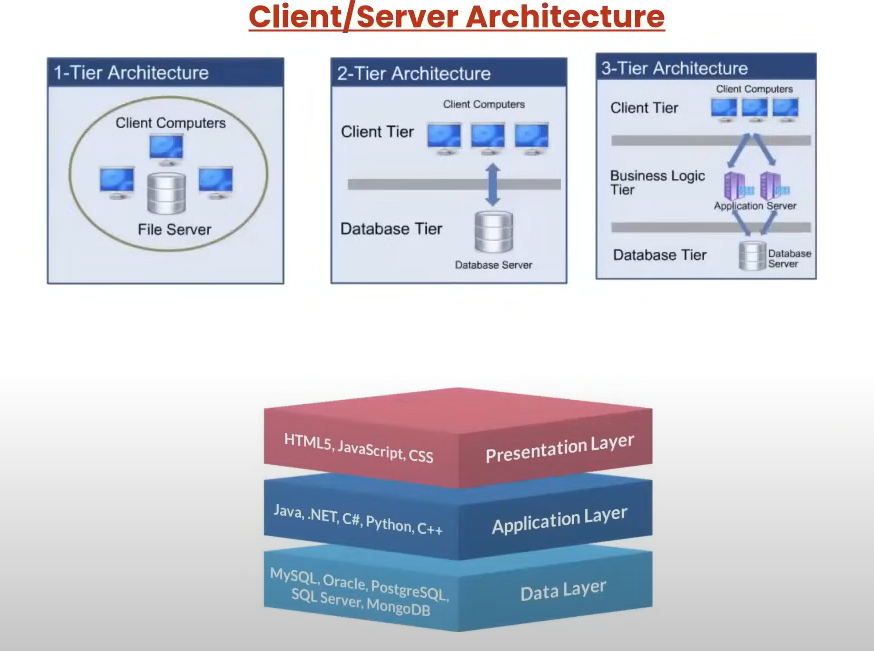 Client/Server Architecture
1-Tier Architecture
Client Computers
File Server
2-Tier Architecture
Client Computers
Client Tier
Database Tier
Database Server
3-Tier Architecture
Client Computers
Client Tier
Business Logic
Tier
Application Server
Database Tier
Database
Server
HTML5, JavaScript, CSS
Presentation Layer
Java, .NET, C#, Python, C++
Application Layer
MySQL, Oracle, PostgreSQL,
SQL Server, MongoDB
Data Layer